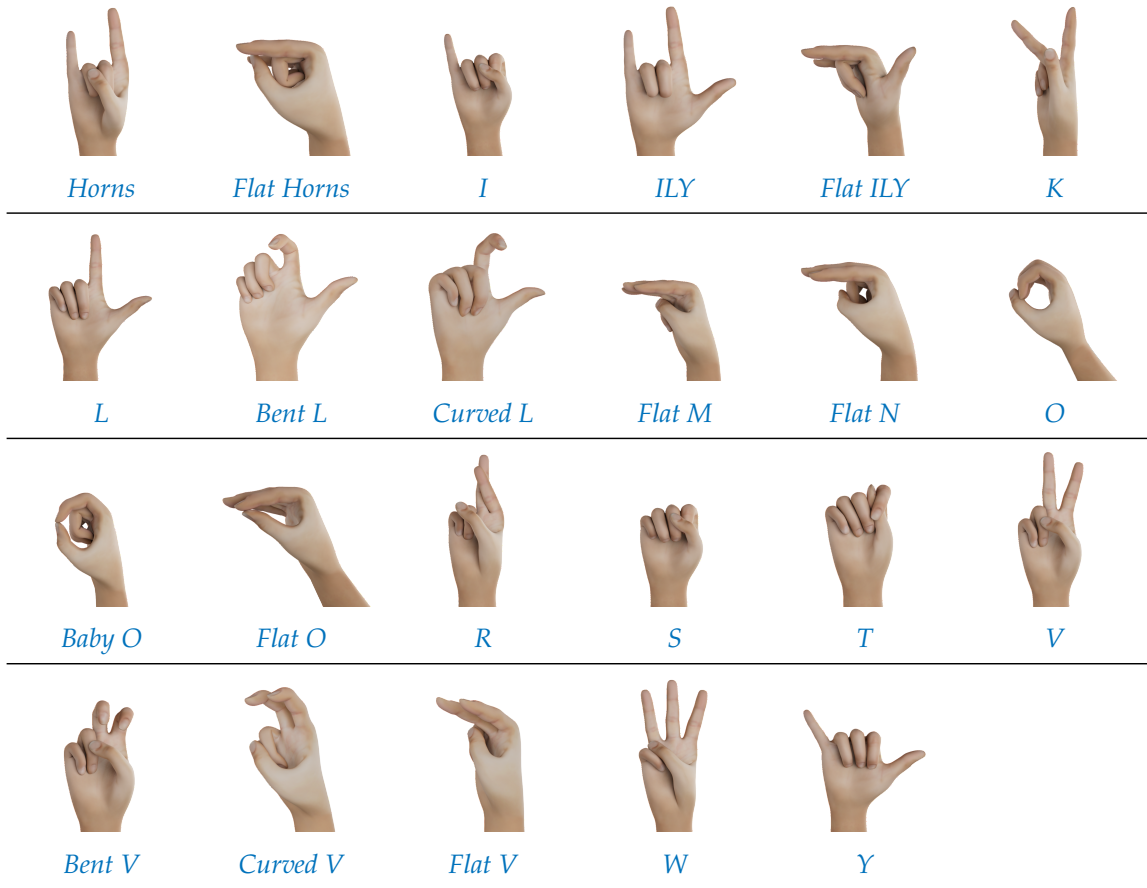 Horns Flat Horns I ILY Flat ILY K
L Bent L Curved L Flat M Flat N O
Baby O Flat O R S T V
Bent V Curved V Flat V W Y